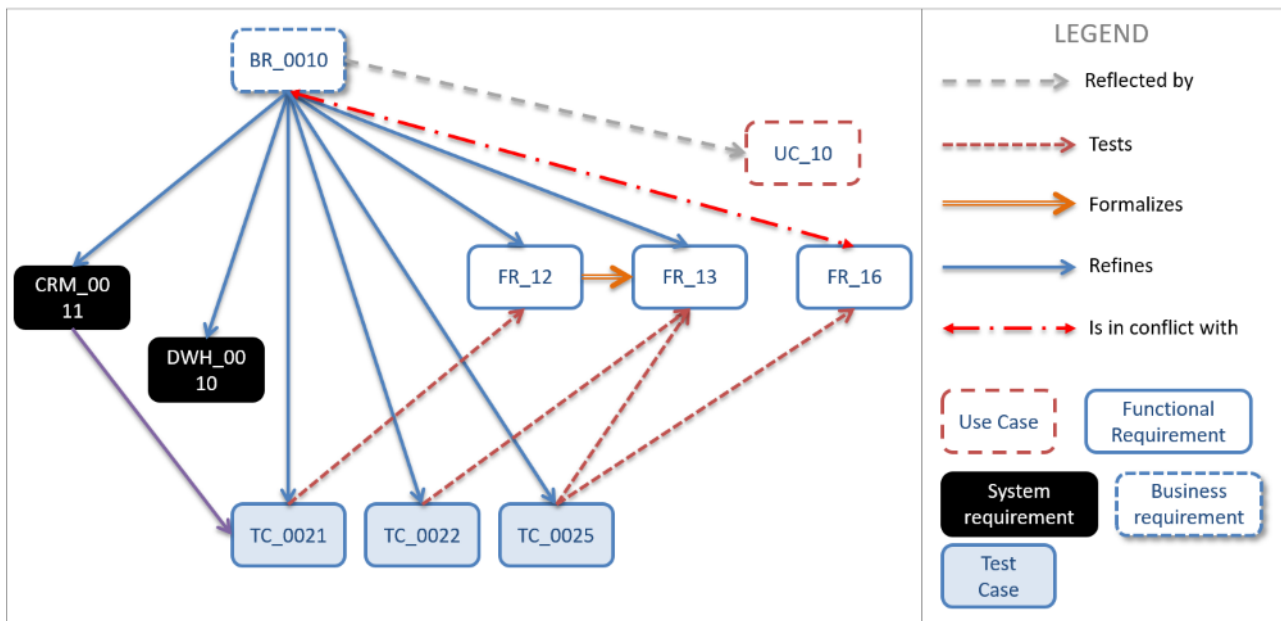 BR_0010
UC_10
CRM_00
11
DWH_00
10
FR_12
FR_13
FR_16
TC_0021
TC_0022
TC_0025
LEGEND
Reflected by
Tests
Formalizes
Refines
Is in conflict with
Use Case
Functional
Requirement
System
requirement
Business
requirement
Test
Case